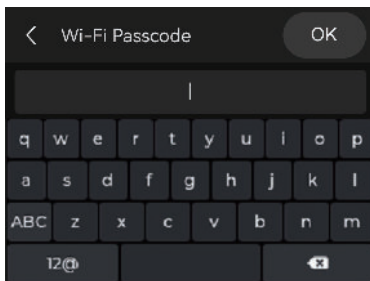 Wi-Fi Passcode OK
q w e r t y u i o p
a s d f g h j k l
ABC z x c v b n m
12@